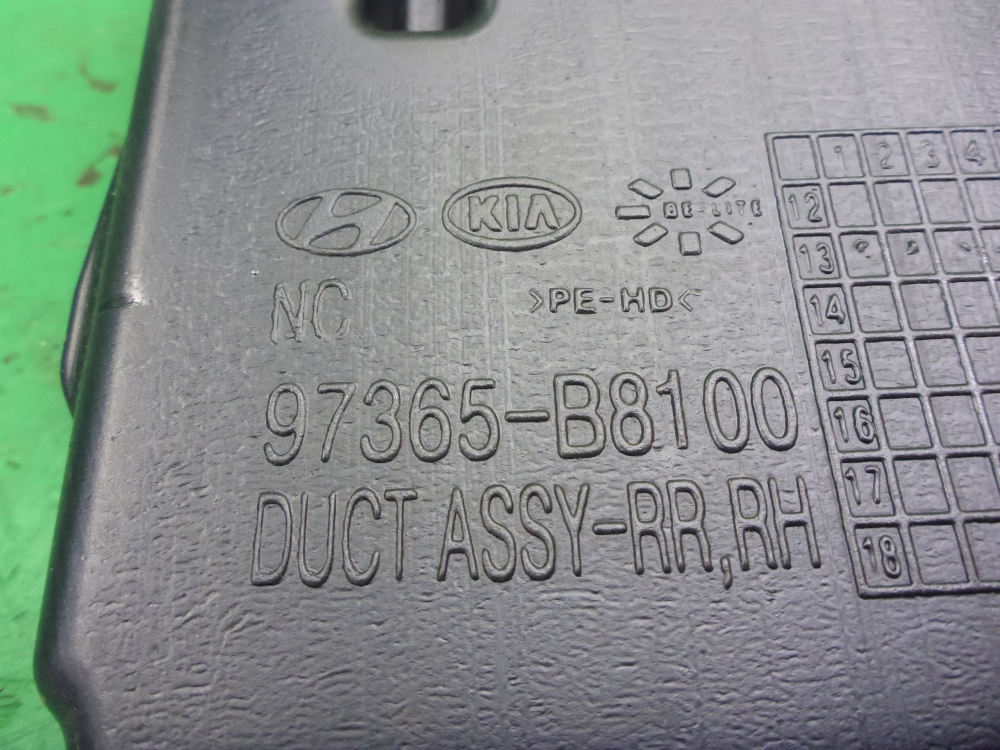 KIA BE-LITE
NC >PE-HD<
97365-B8100
DUCT ASSY-RR,RH
1 2 3 4
12
13
14
15
16
17
18